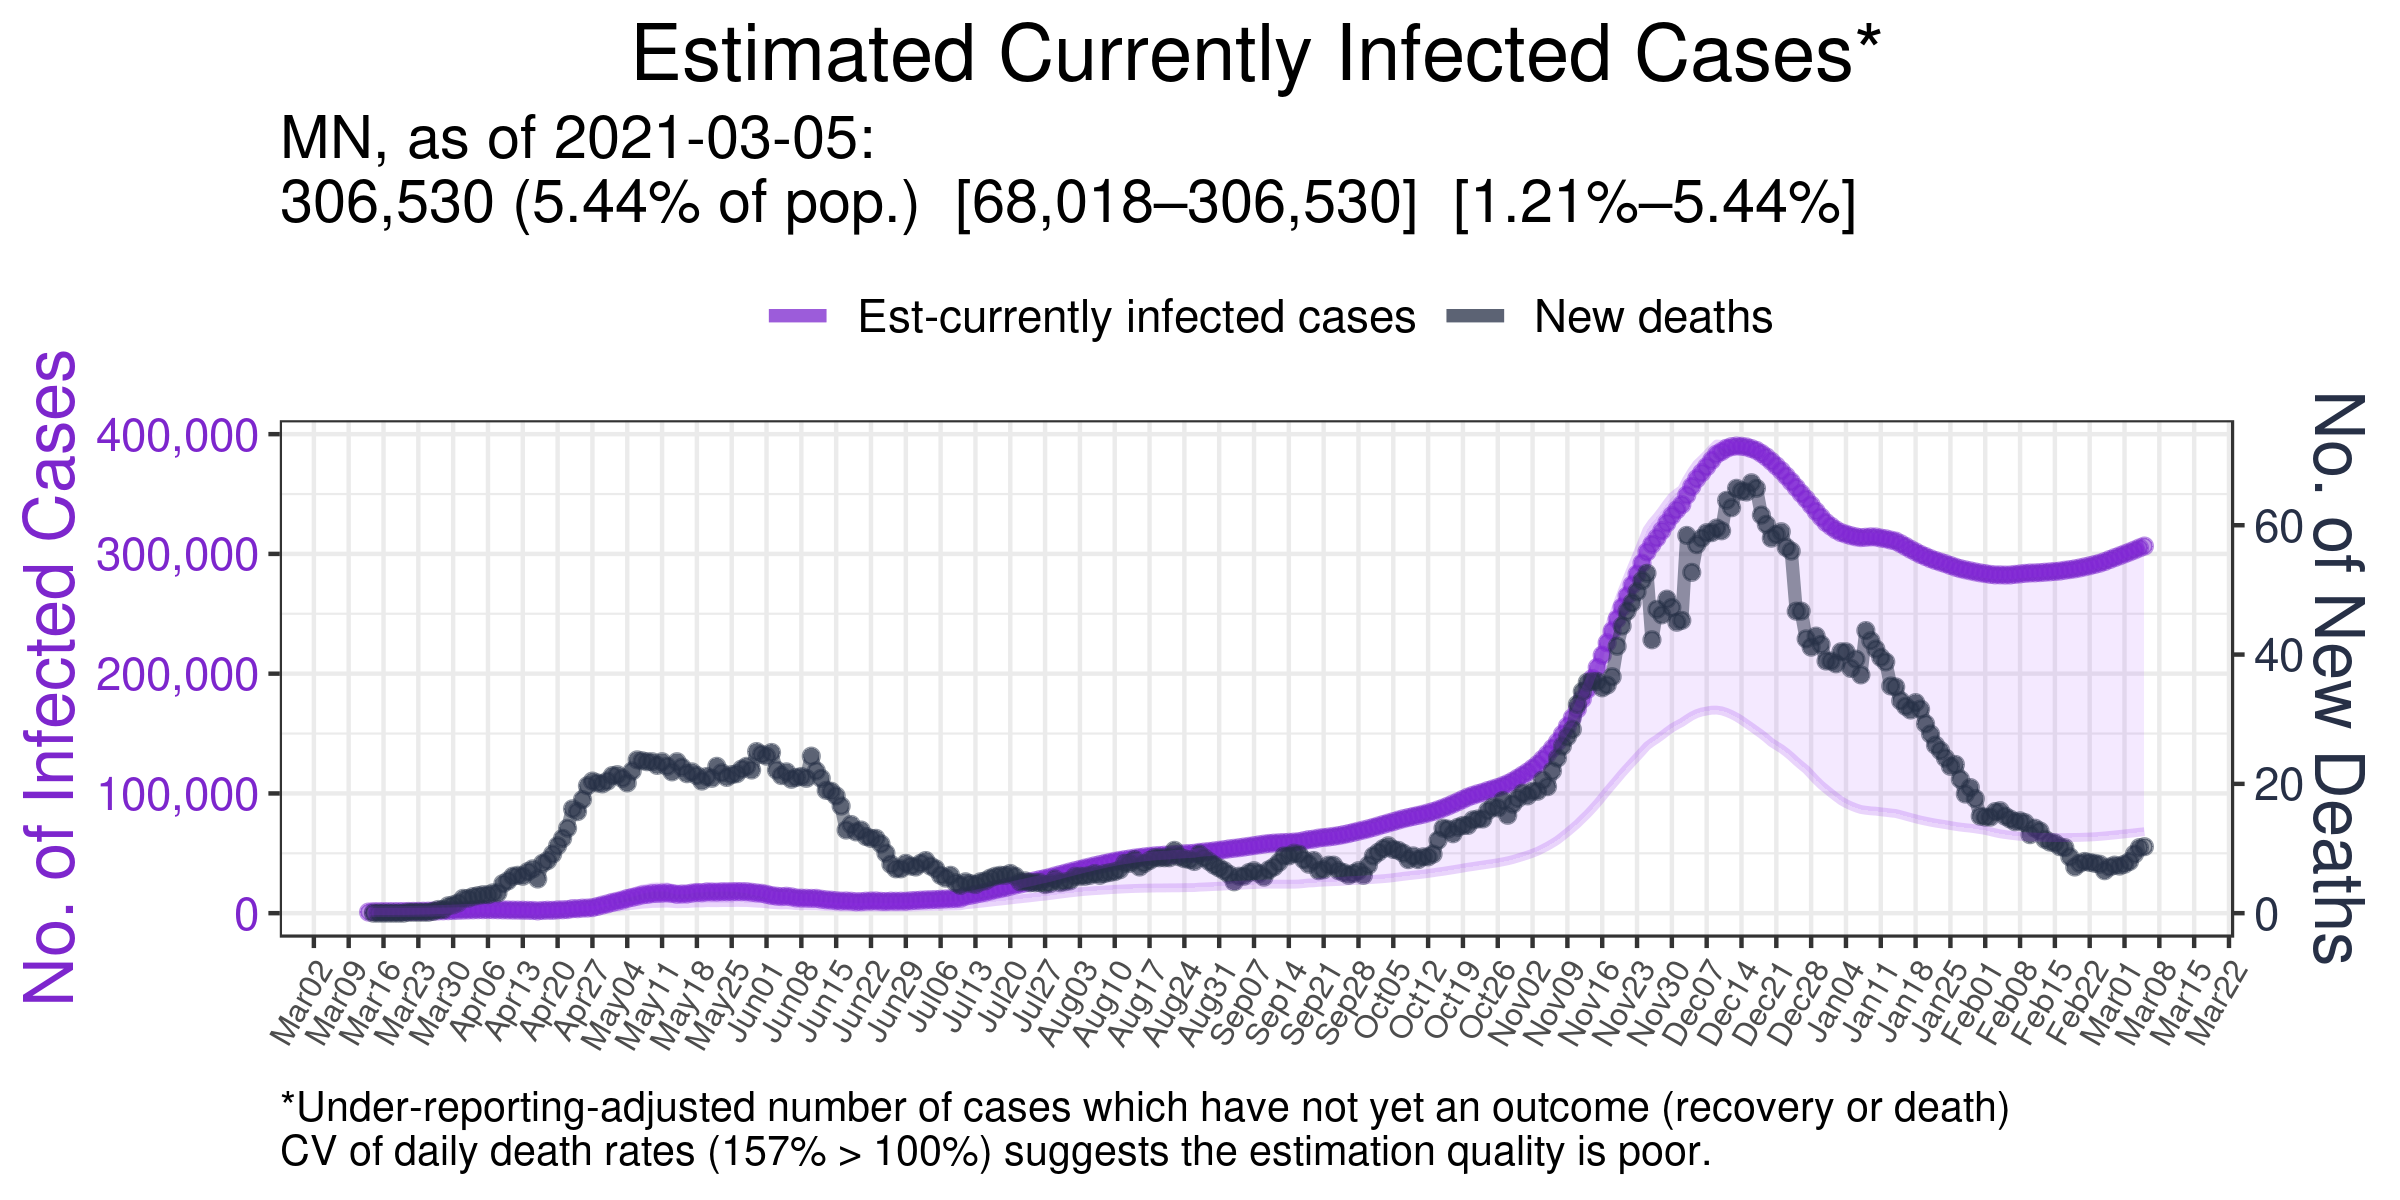 Estimated Currently Infected Cases*
MN, as of 2021-03-05:
306,530 (5.44% of pop.) [68,018–306,530] [1.21%–5.44%]
Est-currently infected cases
New deaths
No. of Infected Cases
400,000
300,000
200,000
100,000
0
60
40
20
0
No. of New Deaths
Mar02
Mar09
Mar16
Mar23
Mar30
Apr06
Apr13
Apr20
Apr27
May04
May11
May18
May25
Jun01
Jun08
Jun15
Jun22
Jun29
Jul06
Jul13
Jul20
Jul27
Aug03
Aug10
Aug17
Aug24
Aug31
Sep07
Sep14
Sep21
Sep28
Oct05
Oct12
Oct19
Oct26
Nov02
Nov09
Nov16
Nov23
Nov30
Dec07
Dec14
Dec21
Dec28
Jan04
Jan11
Jan18
Jan25
Feb01
Feb08
Feb15
Feb22
Mar01
Mar08
Mar15
Mar22
*Under-reporting-adjusted number of cases which have not yet an outcome (recovery or death)
CV of daily death rates (157% > 100%) suggests the estimation quality is poor.